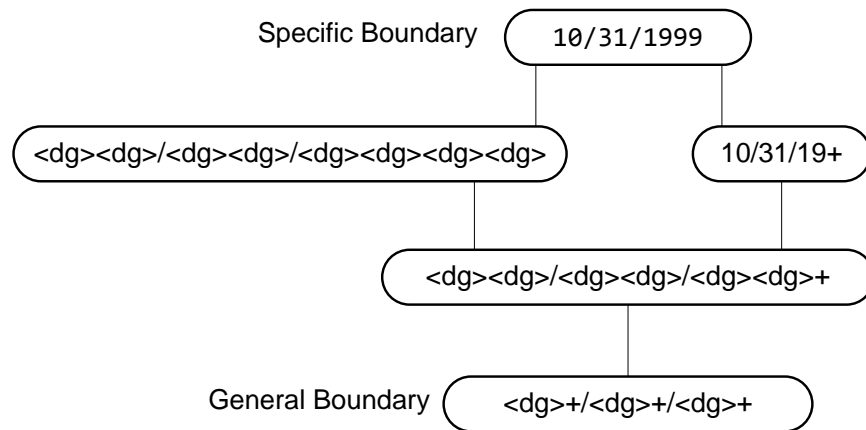 Specific Boundary
10/31/1999
<dg><dg>/<dg><dg>/<dg><dg><dg><dg>
10/31/19+
<dg><dg>/<dg><dg>/<dg><dg>+
General Boundary
<dg>+/<dg>+/<dg>+